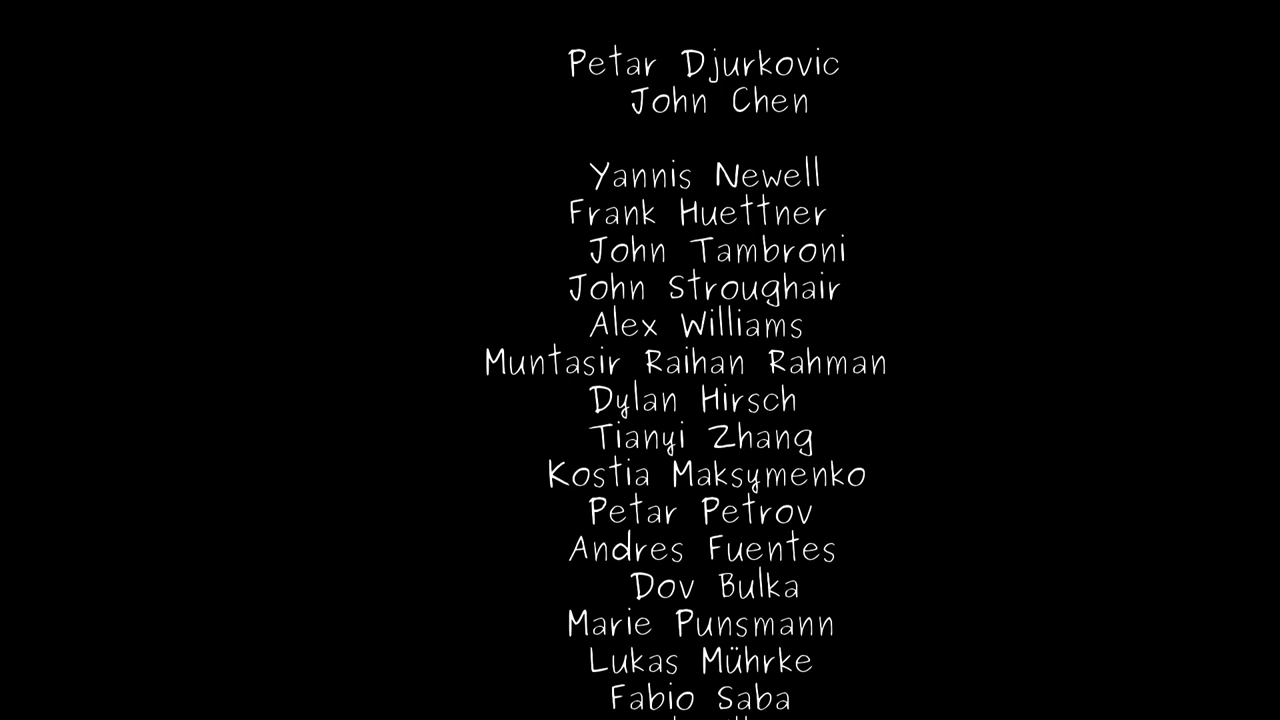 Petar Djurkovic
John Chen
Yannis Newell
Frank Huettner
John Tambroni
John Stroughair
Alex Williams
Muntasir Raihan Rahman
Dylan Hirsch
Tianyi Zhang
Kostia Maksymenko
Petar Petrov
Andres Fuentes
Dov Bulka
Marie Punsmann
Lukas Mührke
Fabio Saba